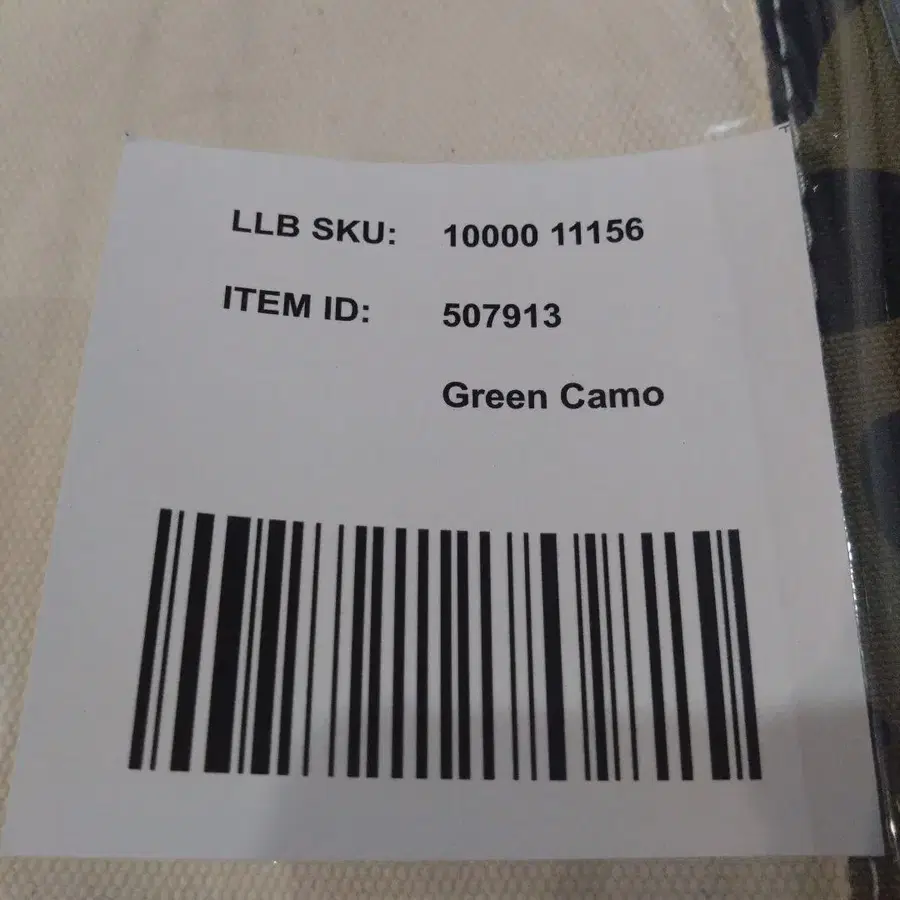 LLB SKU: 10000 11156
ITEM ID: 507913
Green Camo